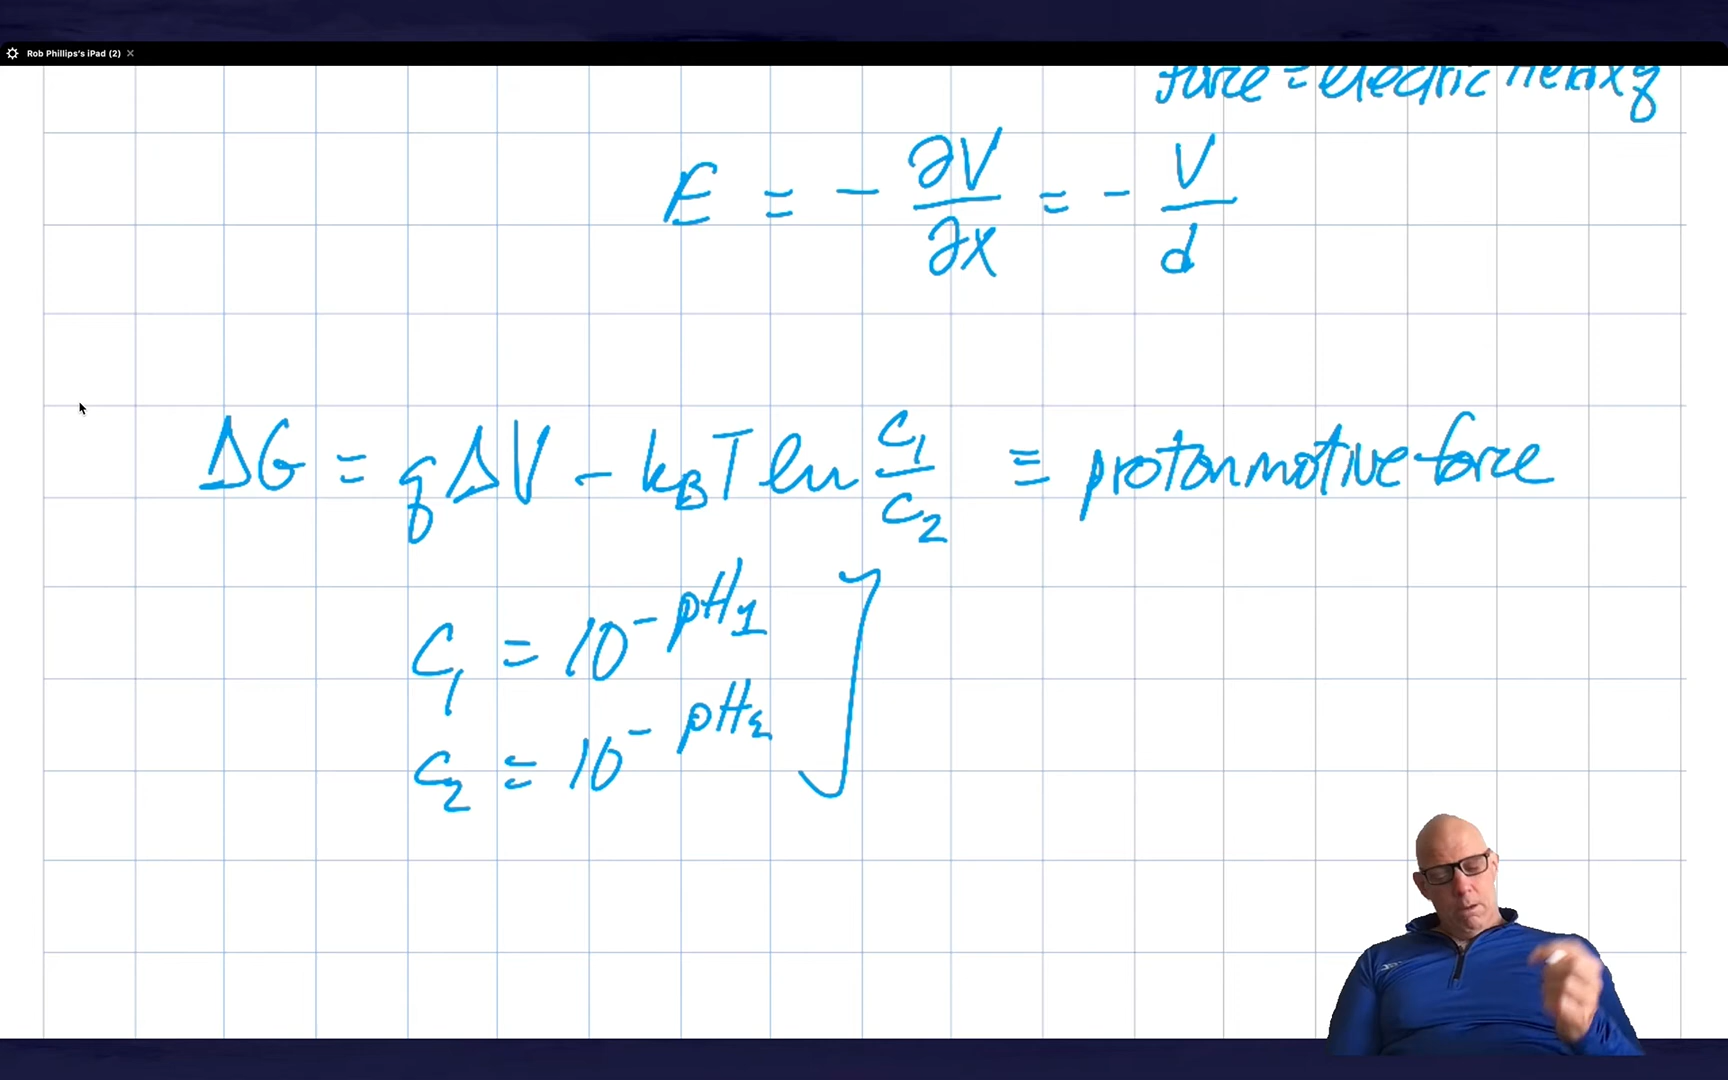 Rob Phillips's iPad (2) ×
force = electric field x q
E = - ∂V/∂x = - V/d
ΔG = qΔV - k_B T ln c₁/c₂ ≡ protonmotive force
c₁ = 10^(-pH₁)
c₂ = 10^(-pH₂)